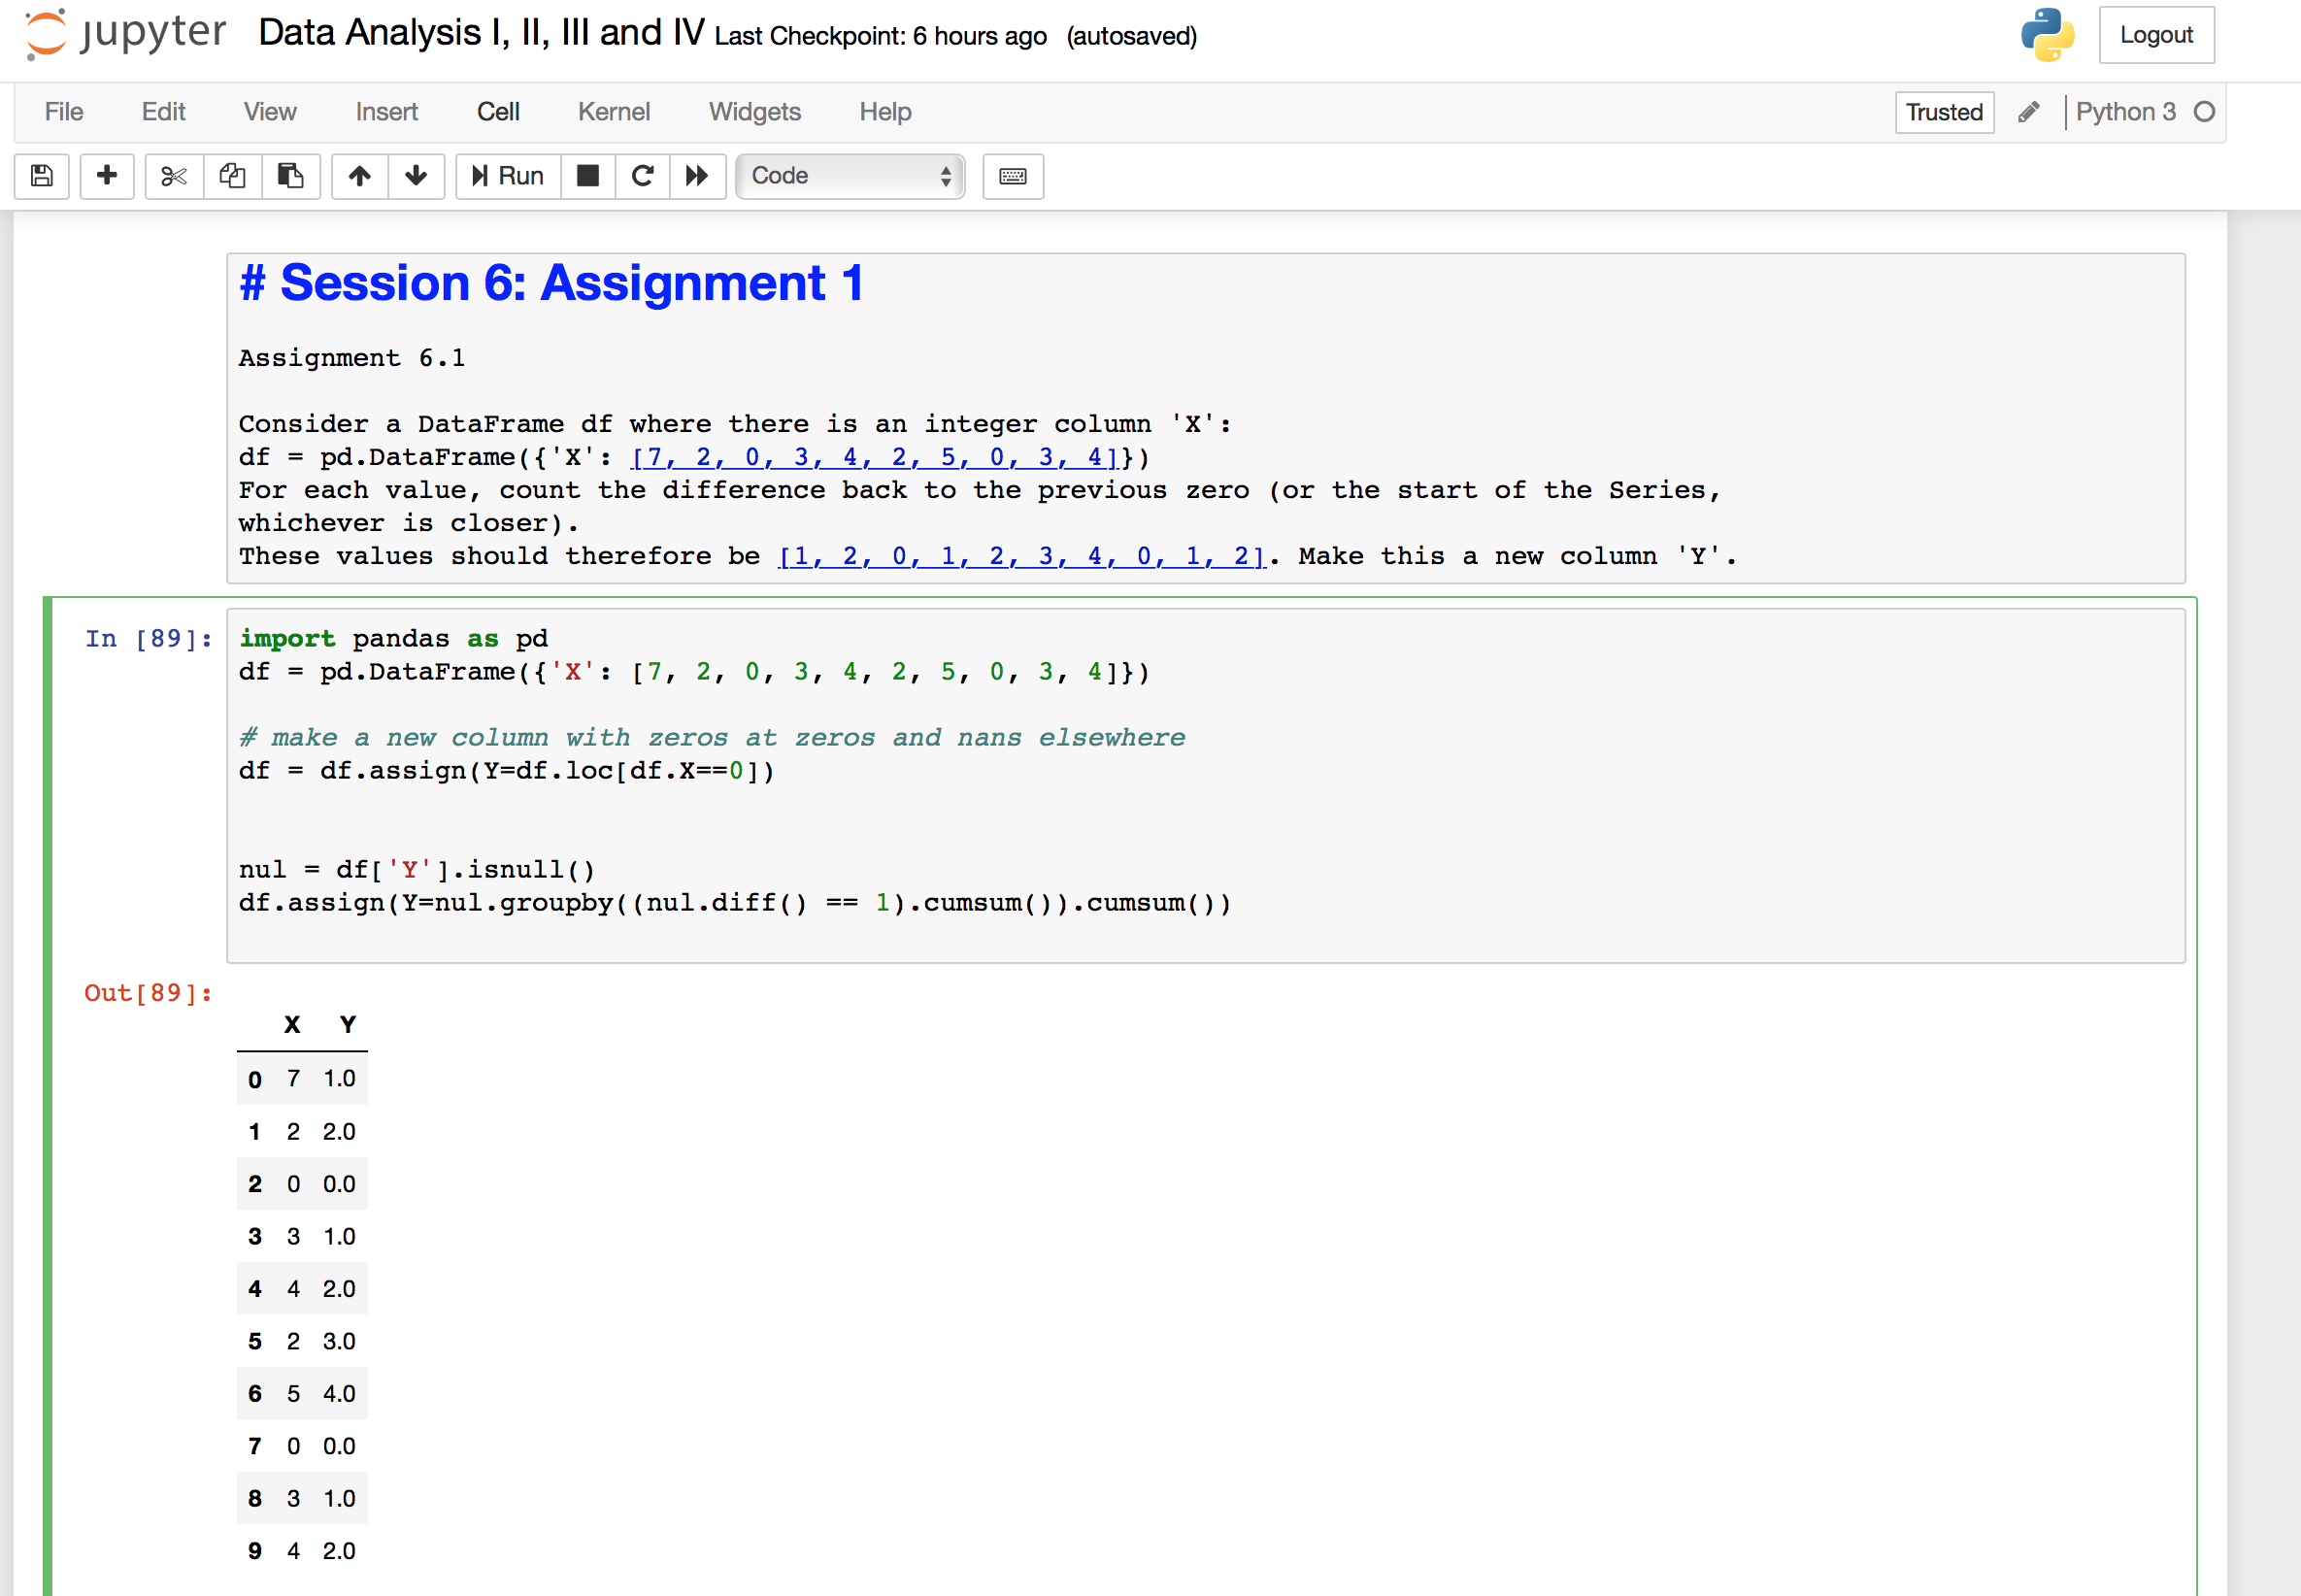 jupyter Data Analysis I, II, III and IV Last Checkpoint: 6 hours ago (autosaved) Logout
File Edit View Insert Cell Kernel Widgets Help Trusted Python 3
Run Code
# Session 6: Assignment 1
Assignment 6.1
Consider a DataFrame df where there is an integer column 'X':
df = pd.DataFrame({'X': [7, 2, 0, 3, 4, 2, 5, 0, 3, 4]})
For each value, count the difference back to the previous zero (or the start of the Series,
whichever is closer).
These values should therefore be [1, 2, 0, 1, 2, 3, 4, 0, 1, 2]. Make this a new column 'Y'.
In [89]: import pandas as pd
df = pd.DataFrame({'X': [7, 2, 0, 3, 4, 2, 5, 0, 3, 4]})
# make a new column with zeros at zeros and nans elsewhere
df = df.assign(Y=df.loc[df.X==0])
nul = df['Y'].isnull()
df.assign(Y=nul.groupby((nul.diff() == 1).cumsum()).cumsum())
Out[89]:
X Y
0 7 1.0
1 2 2.0
2 0 0.0
3 3 1.0
4 4 2.0
5 2 3.0
6 5 4.0
7 0 0.0
8 3 1.0
9 4 2.0